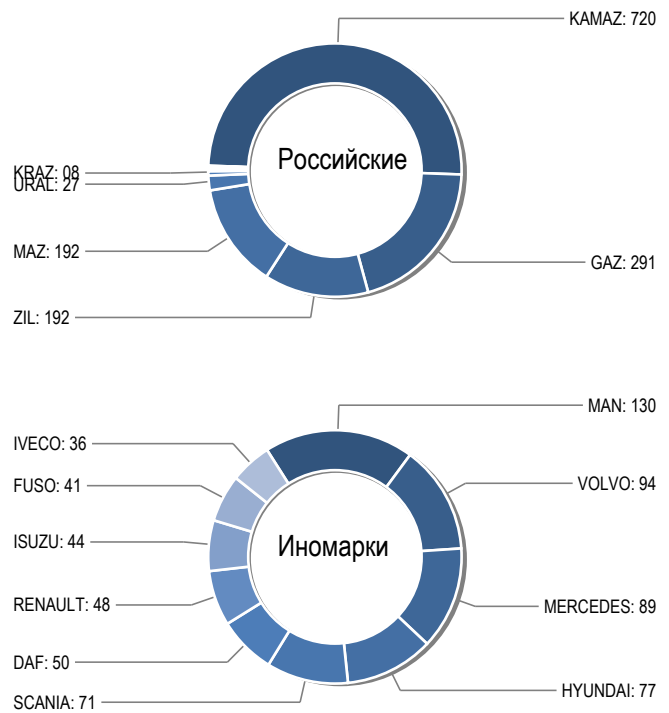 KAMAZ: 720
Российские
KRAZ: 08
URAL: 27
MAZ: 192
GAZ: 291
ZIL: 192
MAN: 130
IVECO: 36
VOLVO: 94
FUSO: 41
ISUZU: 44
Иномарки
RENAULT: 48
MERCEDES: 89
DAF: 50
HYUNDAI: 77
SCANIA: 71